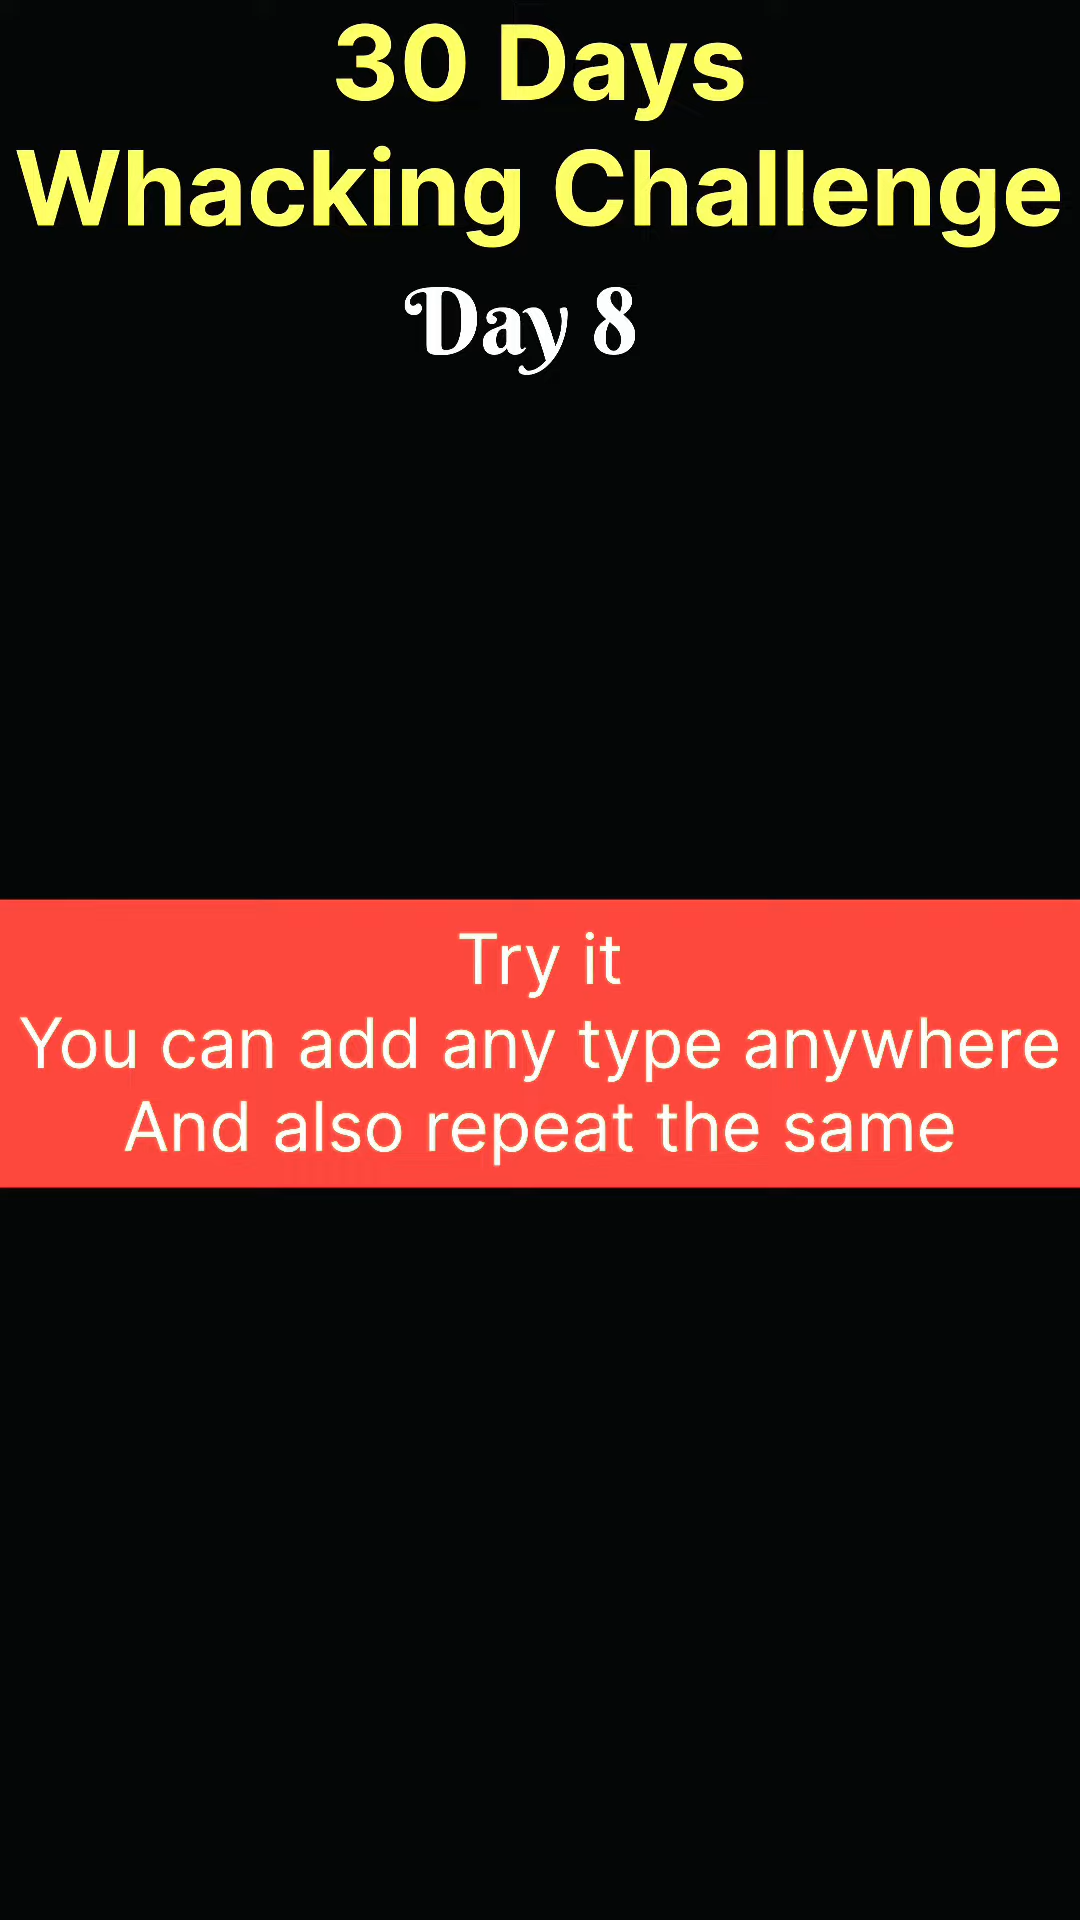 30 Days
Whacking Challenge
Day 8
Try it
You can add any type anywhere
And also repeat the same